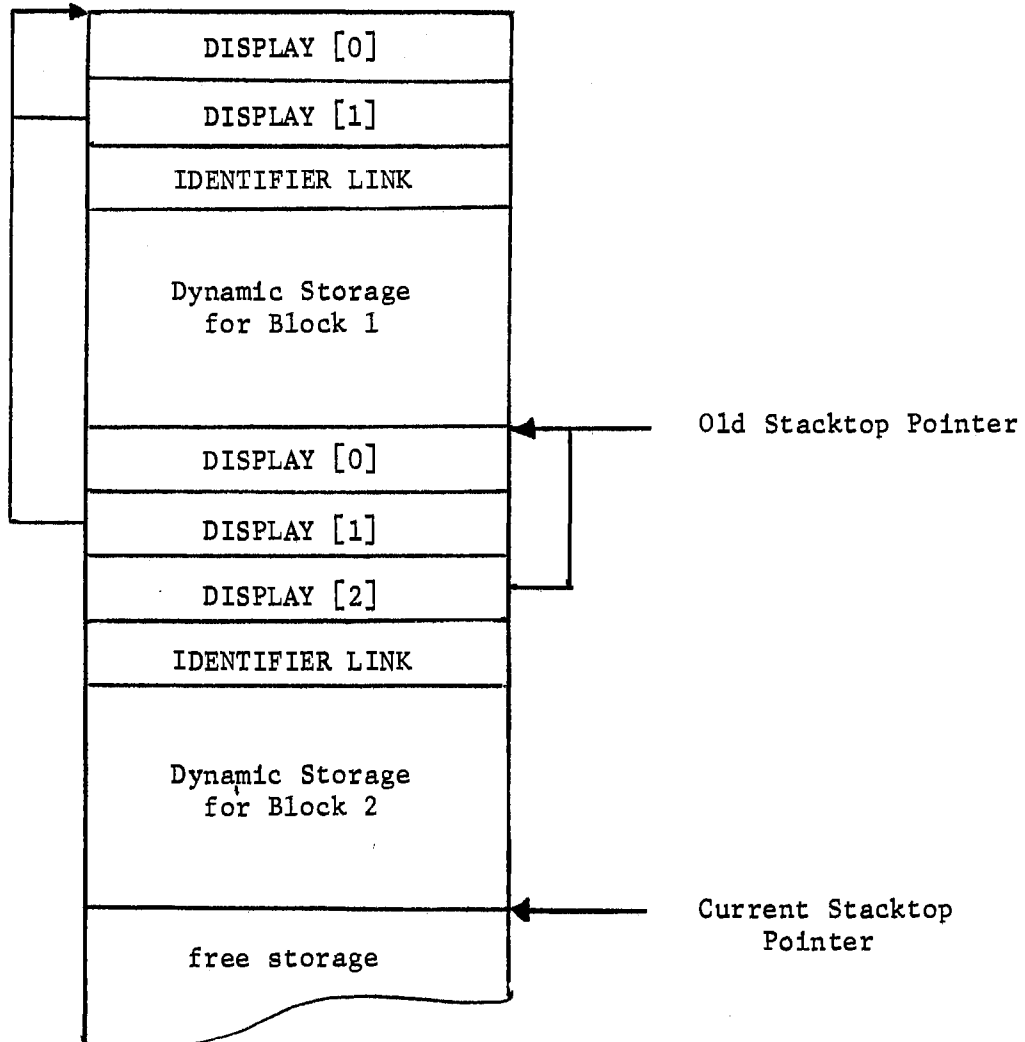 DISPLAY [0]
DISPLAY [1]
IDENTIFIER LINK
Dynamic Storage
for Block 1
Old Stacktop Pointer
DISPLAY [0]
DISPLAY [1]
DISPLAY [2]
IDENTIFIER LINK
Dynamic Storage
for Block 2
Current Stacktop
Pointer
free storage